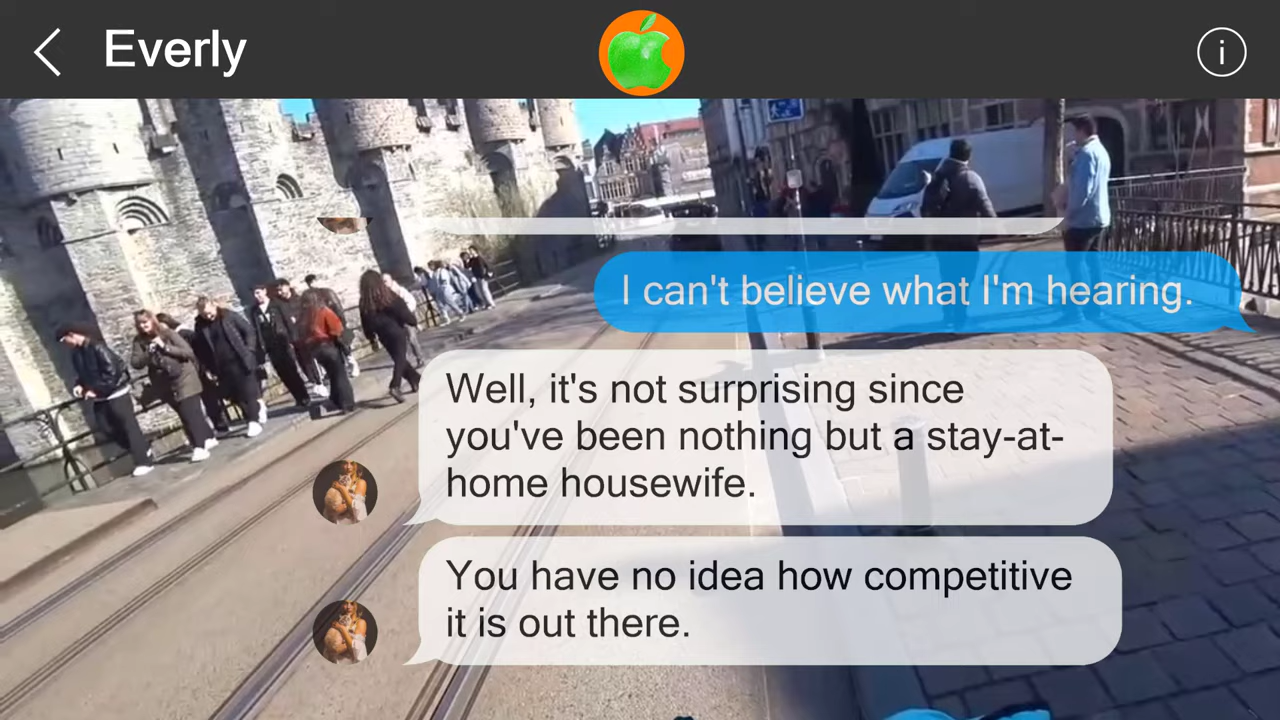 Everly
I can't believe what I'm hearing.
Well, it's not surprising since
you've been nothing but a stay-at-
home housewife.
You have no idea how competitive
it is out there.